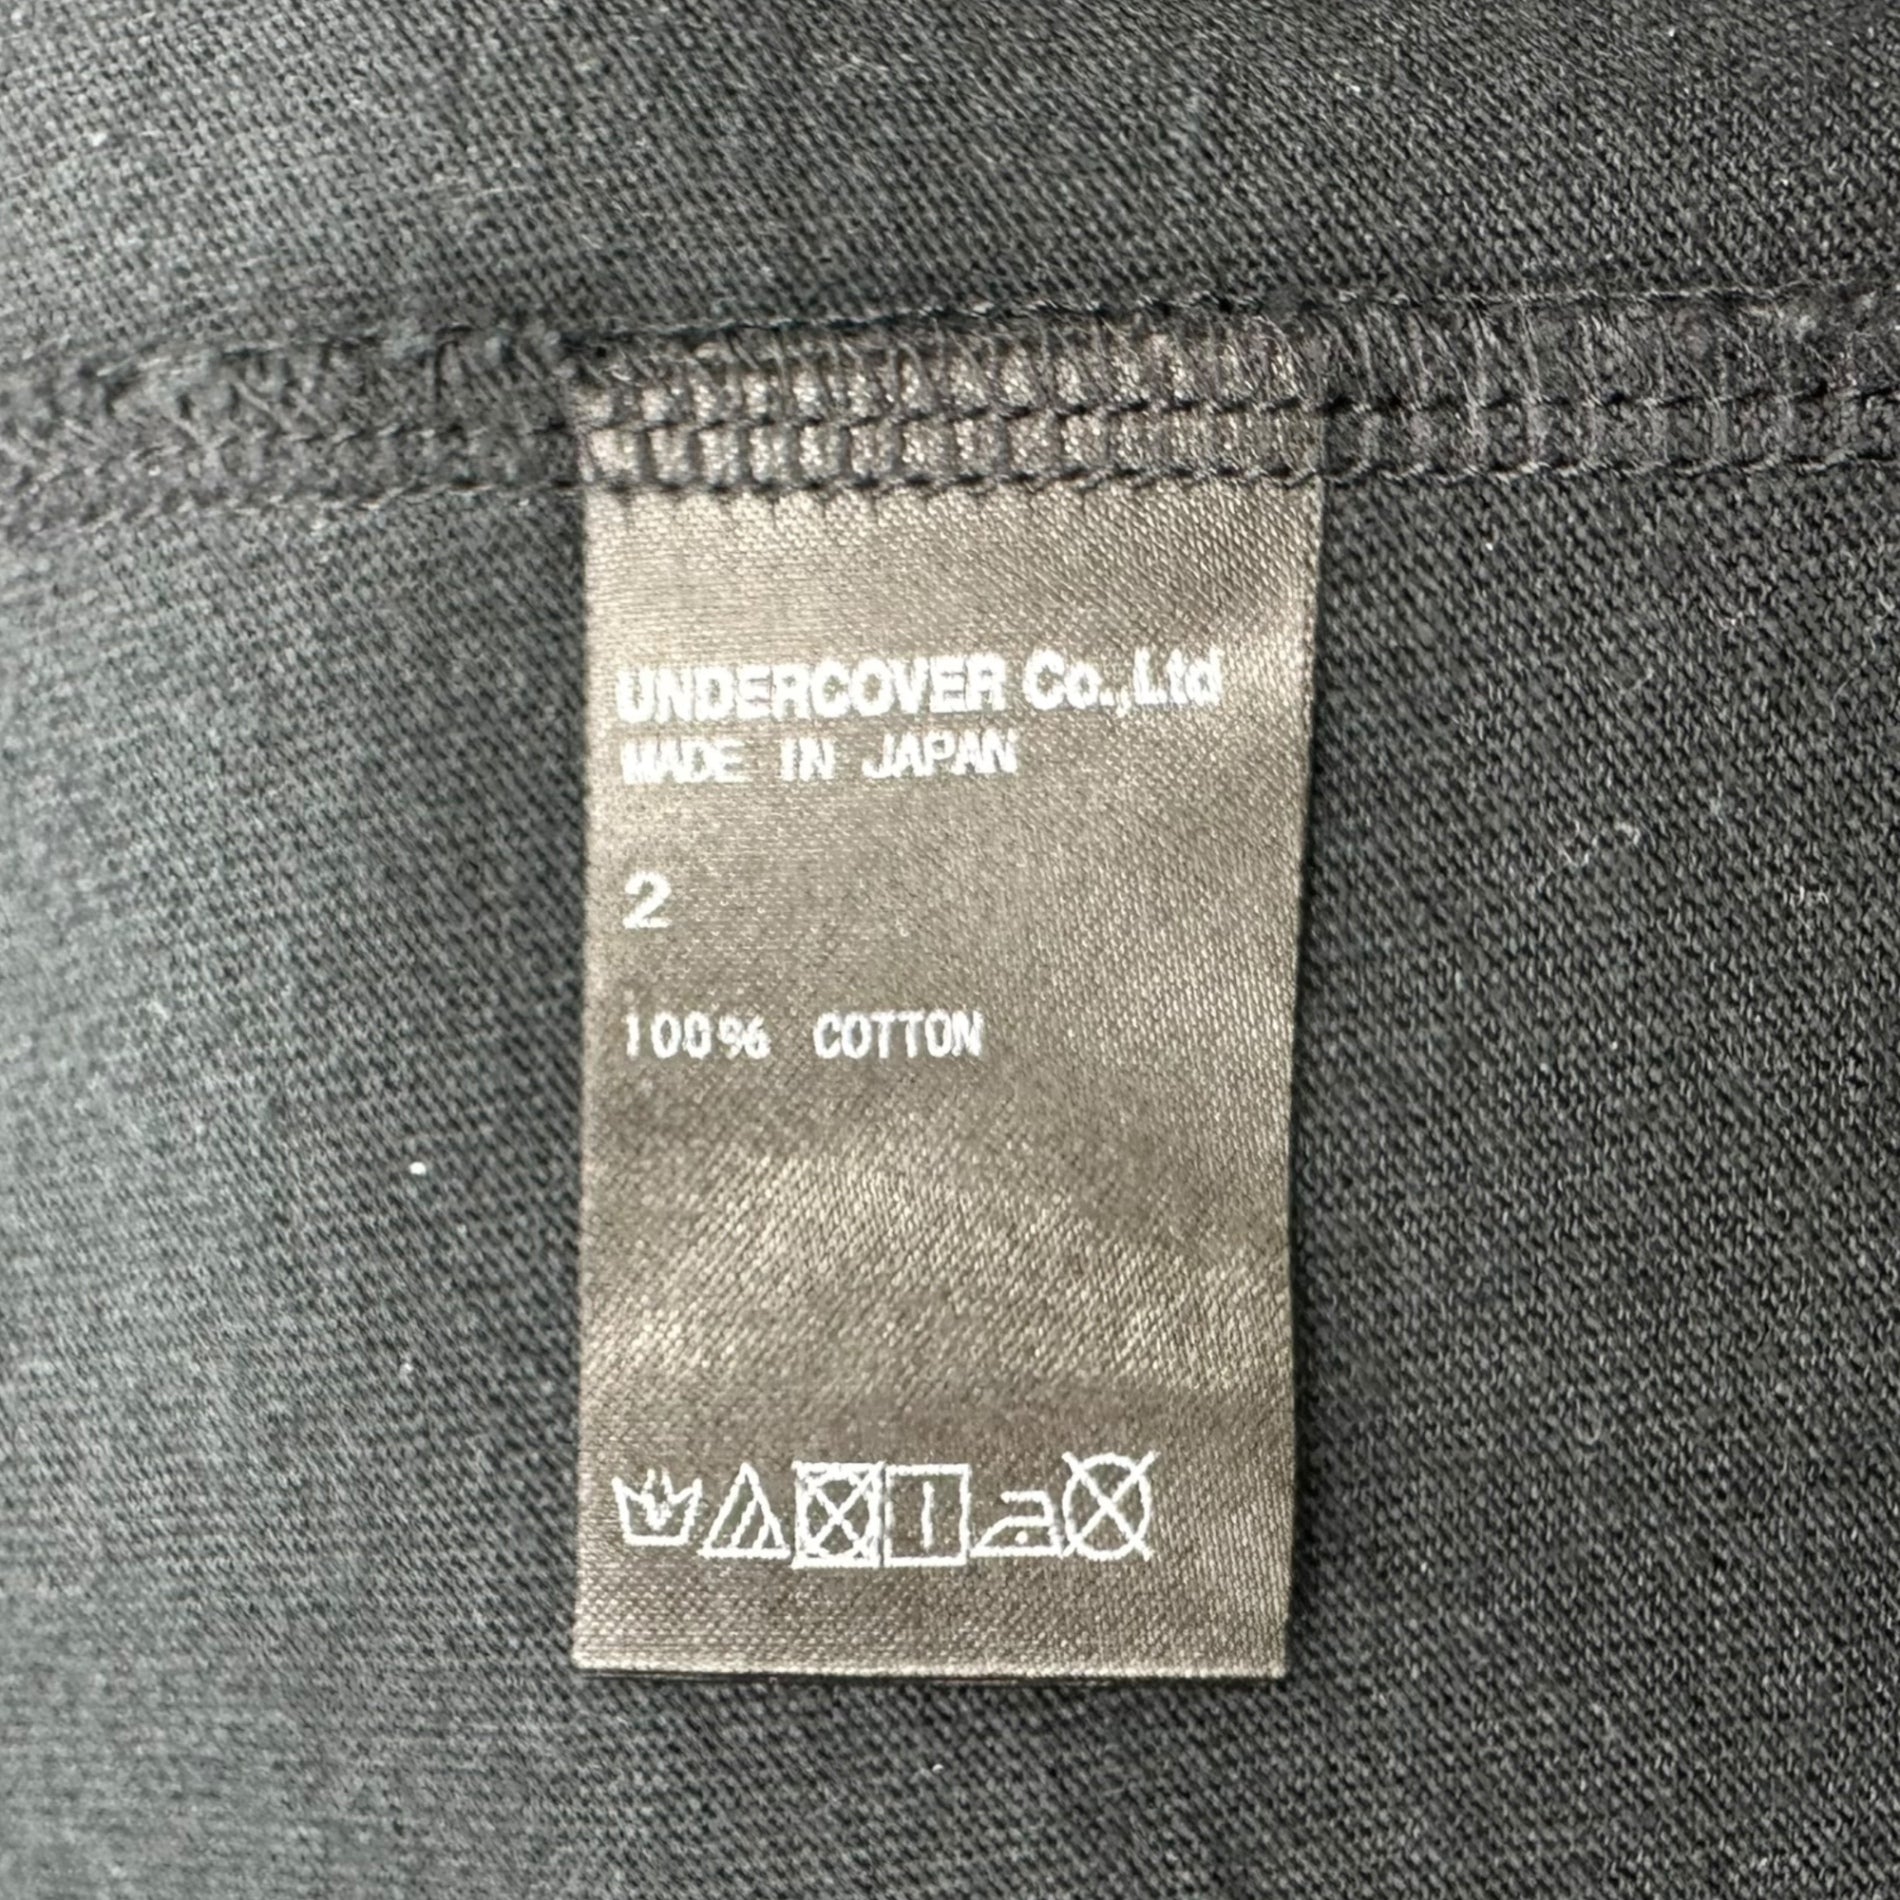 UNDERCOVER Co.,Ltd
MADE IN JAPAN
2
100% COTTON